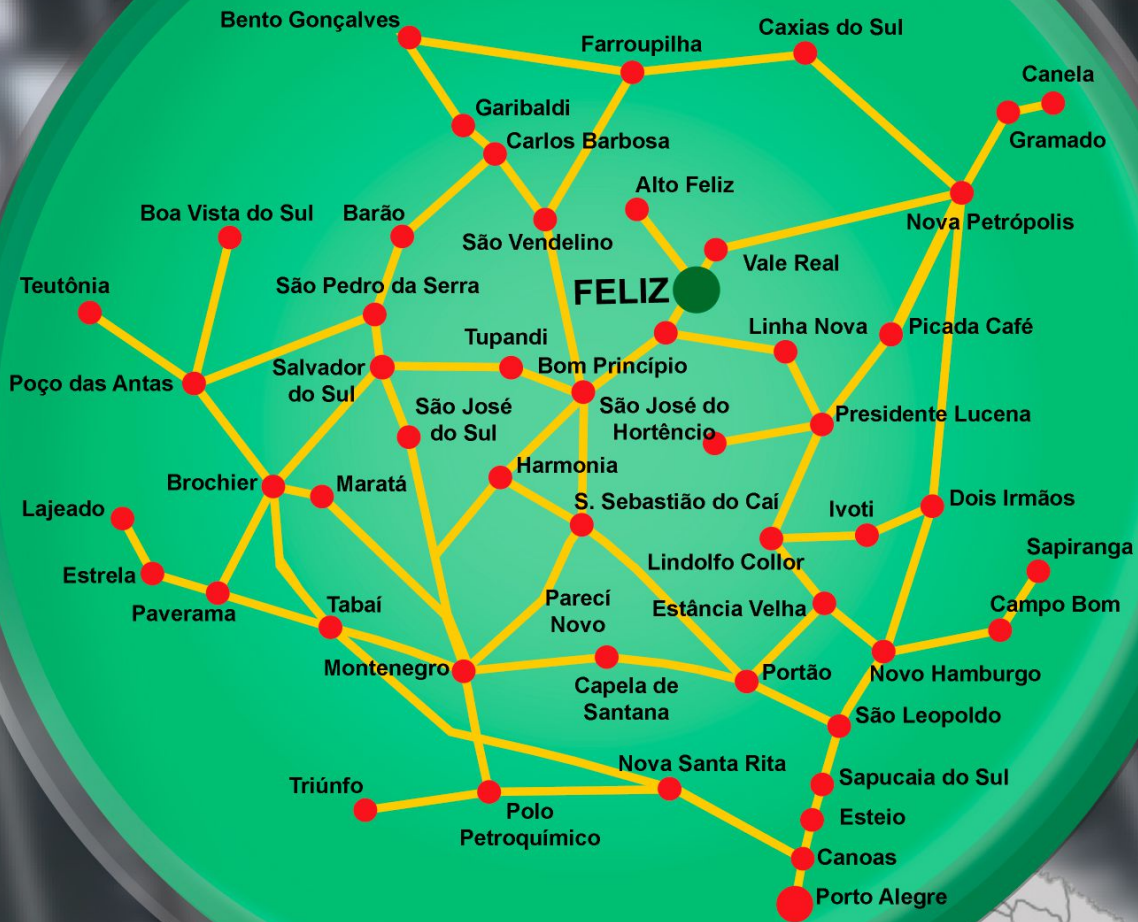 Bento Gonçalves
Caxias do Sul
Farroupilha
Canela
Garibaldi
Gramado
Carlos Barbosa
Alto Feliz
Boa Vista do Sul
Barão
Nova Petrópolis
São Vendelino
Vale Real
Teutônia
São Pedro da Serra
FELIZ
Linha Nova
Picada Café
Tupandi
Salvador
do Sul
Bom Princípio
Poço das Antas
São José
do Sul
São José do
Hortêncio
Presidente Lucena
Harmonia
Brochier
Maratá
S. Sebastião do Caí
Dois Irmãos
Lajeado
Ivoti
Lindolfo Collor
Sapiranga
Estrela
Paverama
Tabaí
Parecí
Novo
Estância Velha
Campo Bom
Montenegro
Capela de
Santana
Portão
Novo Hamburgo
São Leopoldo
Nova Santa Rita
Sapucaia do Sul
Triúnfo
Polo
Petroquímico
Esteio
Canoas
Porto Alegre